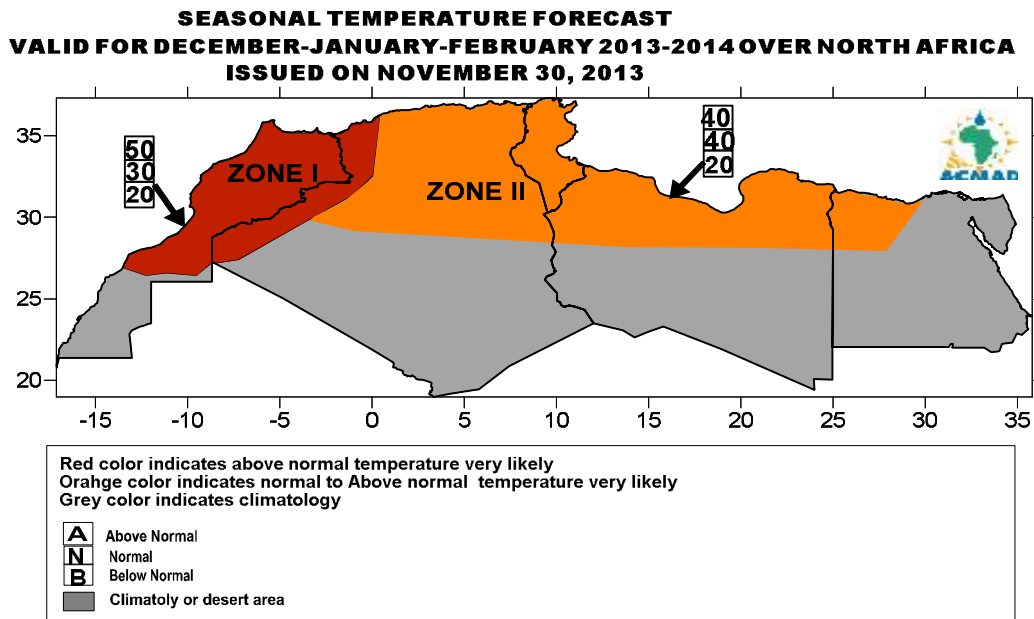 SEASONAL TEMPERATURE FORECAST
VALID FOR DECEMBER-JANUARY-FEBRUARY 2013-2014 OVER NORTH AFRICA
ISSUED ON NOVEMBER 30, 2013
35
30
25
20
50
30
20
ZONE I
ZONE II
40
40
20
ACMAD
-15 -10 -5 0 5 10 15 20 25 30 35
Red color indicates above normal temperature very likely
Orahge color indicates normal to Above normal temperature very likely
Grey color indicates climatology
A Above Normal
N Normal
B Below Normal
Climatoly or desert area